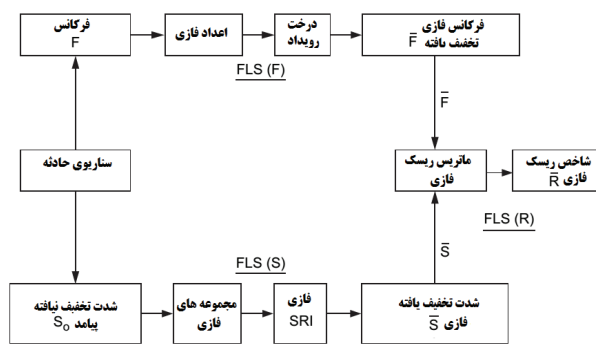 فرکانس
F
اعداد فازی
درخت
رویداد
فرکانس فازی
تخفیف یافته F̅
FLS (F)
F̅
سناریوی حادثه
ماتریس ریسک
فازی
شاخص ریسک
فازی R̅
FLS (R)
S̅
FLS (S)
شدت تخفیف نیافته
پیامد S₀
مجموعه های
فازی
فازی
SRI
شدت تخفیف یافته
فازی S̅